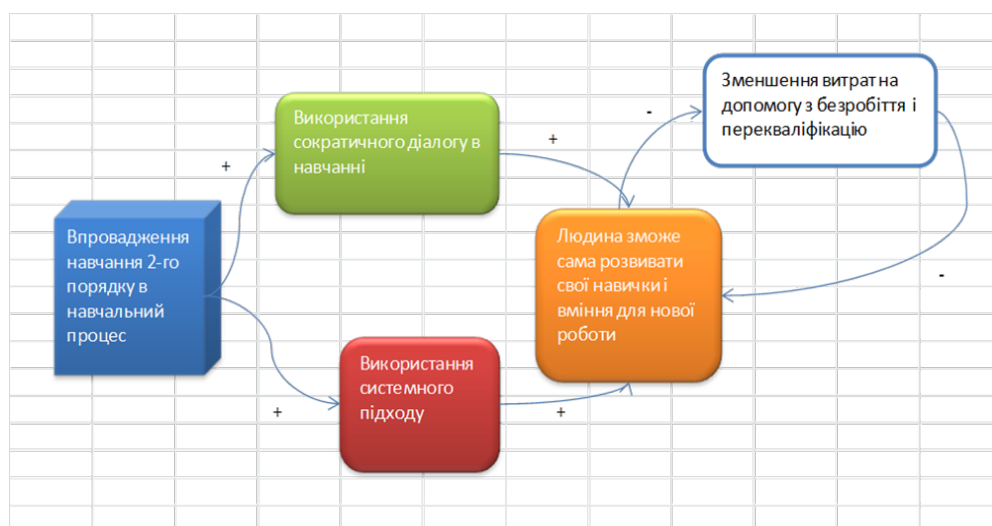 Зменшення витрат на
допомогу з безробіття і
перекваліфікацію
-
Використання
сократичного діалогу в
навчанні
+
+
Впровадження
навчання 2-го
порядку в
навчальний
процес
Людина зможе
сама розвивати
свої навички і
вміння для нової
роботи
-
Використання
системного
підходу
+
+